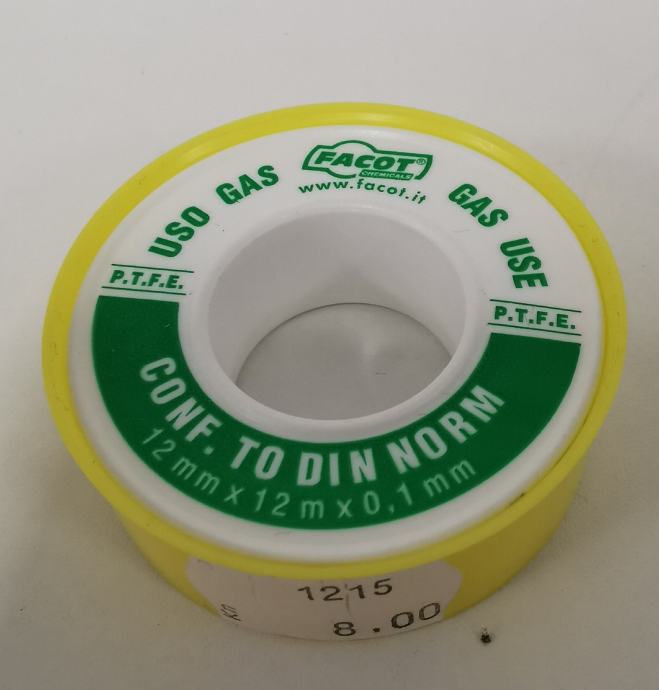 FACOT®
CHEMICALS
www.facot.it
USO GAS
GAS USE
P.T.F.E.
P.T.F.E.
CONF. TO DIN NORM
12 mm x 12 m x 0,1 mm
1215
8.00